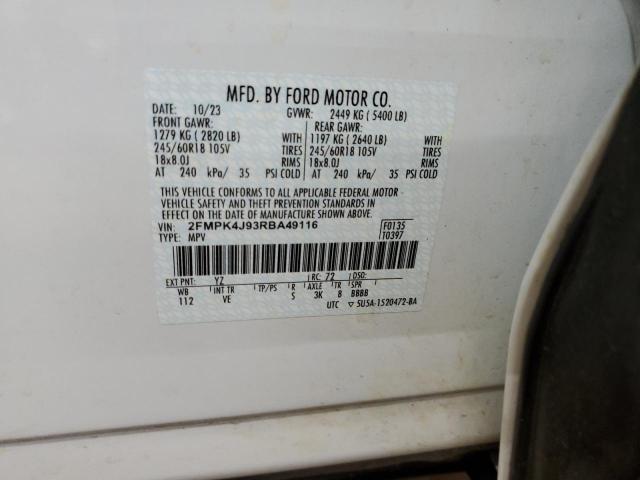 MFD. BY FORD MOTOR CO.
DATE: 10/23 GVWR: 2449 KG ( 5400 LB)
FRONT GAWR: REAR GAWR:
1279 KG ( 2820 LB) WITH 1197 KG ( 2640 LB) WITH
245/60R18 105V TIRES 245/60R18 105V TIRES
18x8.0J RIMS 18x8.0J RIMS
AT 240 kPa/ 35 PSI COLD AT 240 kPa/ 35 PSI COLD
THIS VEHICLE CONFORMS TO ALL APPLICABLE FEDERAL MOTOR
VEHICLE SAFETY AND THEFT PREVENTION STANDARDS IN
EFFECT ON THE DATE OF MANUFACTURE SHOWN ABOVE.
VIN: 2FMPK4J93RBA49116 F0135
TYPE: MPV T0397
EXT PNT: YZ RC: 72 DSO:
WB INT TR TP/PS R AXLE TR SPR
112 VE S 3K 8 BBBB
UTC ▽ 5U5A-1520472-BA